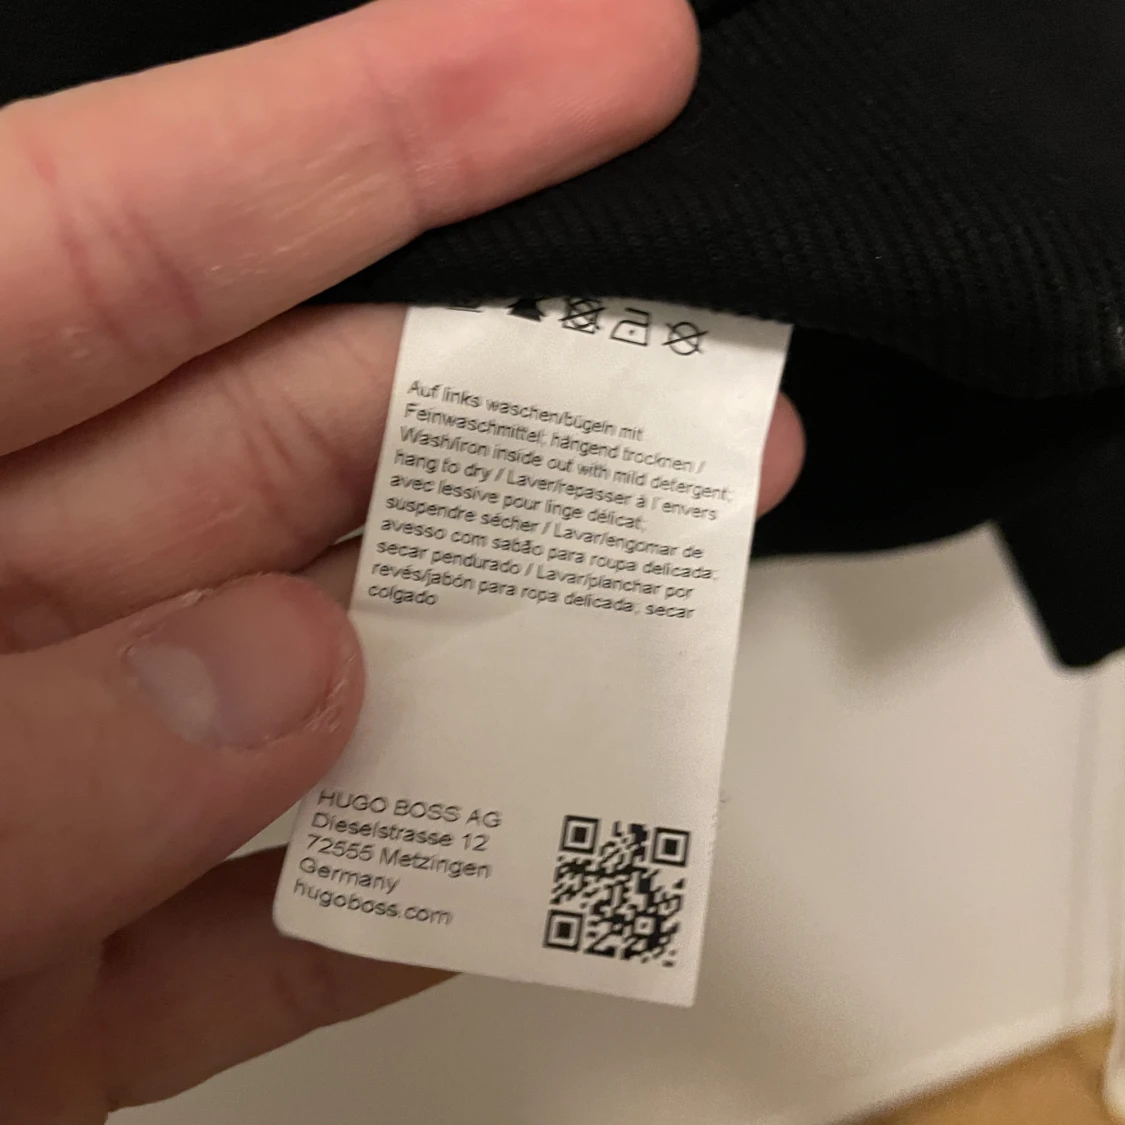 Auf links waschen/bügeln mit
Feinwaschmittel; hängend trocknen /
Wash/iron inside out with mild detergent;
hang to dry / Laver/repasser à l'envers
avec lessive pour linge délicat;
suspendre sécher / Lavar/engomar de
avesso com sabão para roupa delicada;
secar pendurado / Lavar/planchar por
revés/jabón para ropa delicada; secar
colgado
HUGO BOSS AG
Dieselstrasse 12
72555 Metzingen
Germany
hugoboss.com